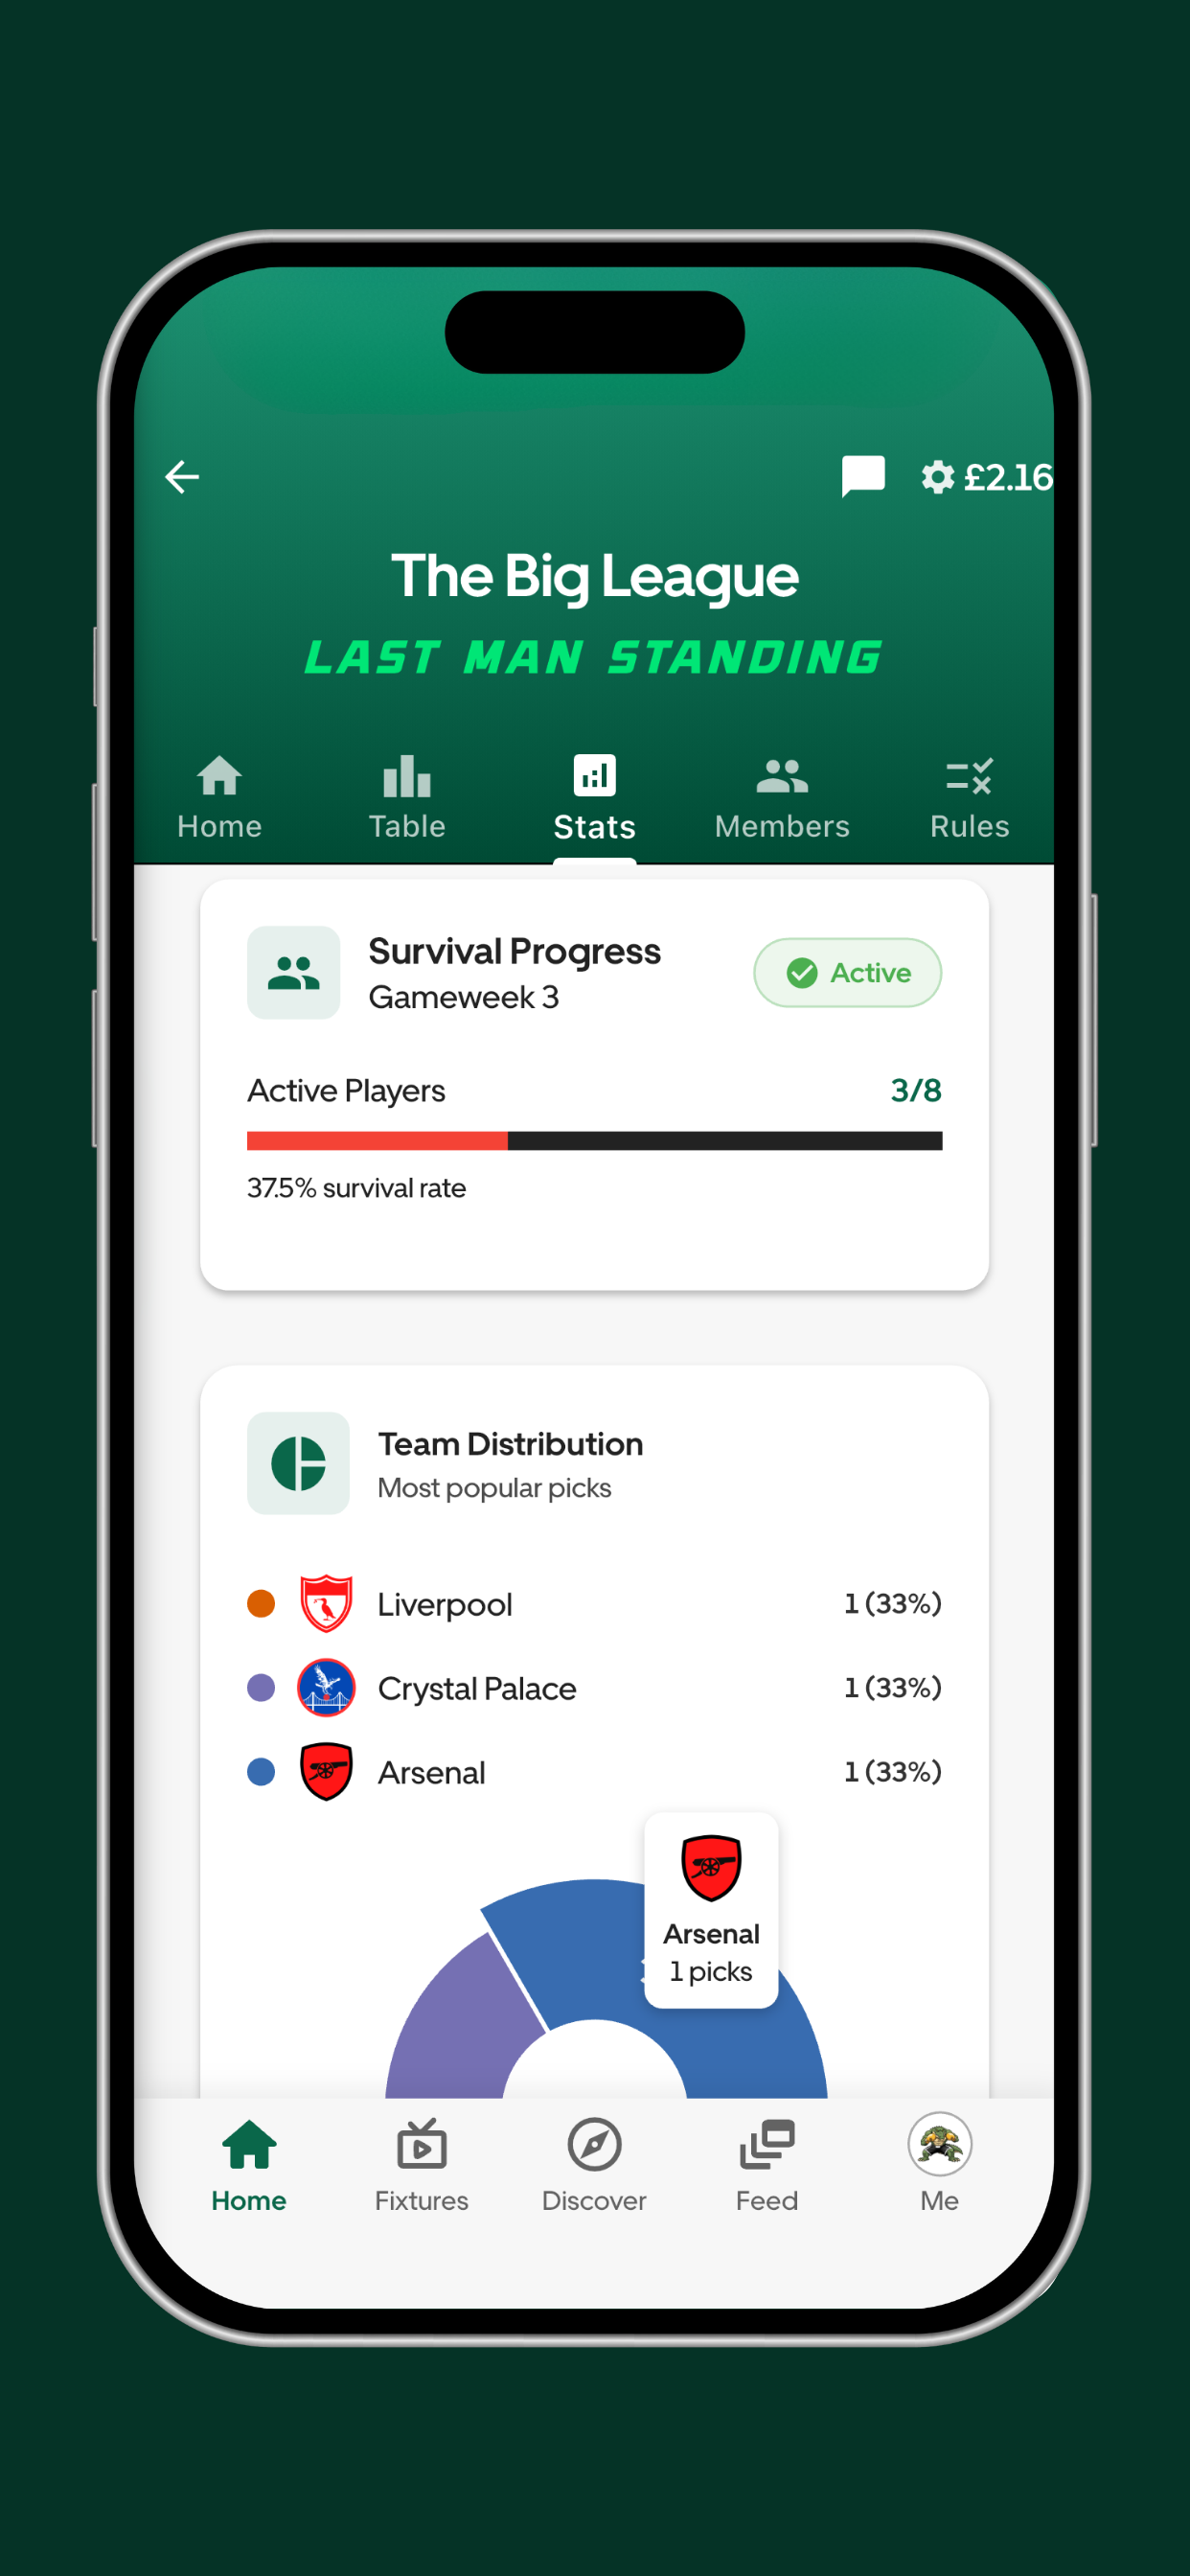 £2.16
The Big League
LAST MAN STANDING
Home
Table
Stats
Members
Rules
Survival Progress
Gameweek 3
Active
Active Players
3/8
37.5% survival rate
Team Distribution
Most popular picks
Liverpool
1 (33%)
Crystal Palace
1 (33%)
Arsenal
1 (33%)
Arsenal
1 picks
Home
Fixtures
Discover
Feed
Me